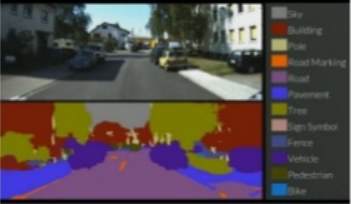 Sky
Building
Pole
Road Marking
Road
Pavement
Tree
Sign Symbol
Fence
Vehicle
Pedestrian
Bike